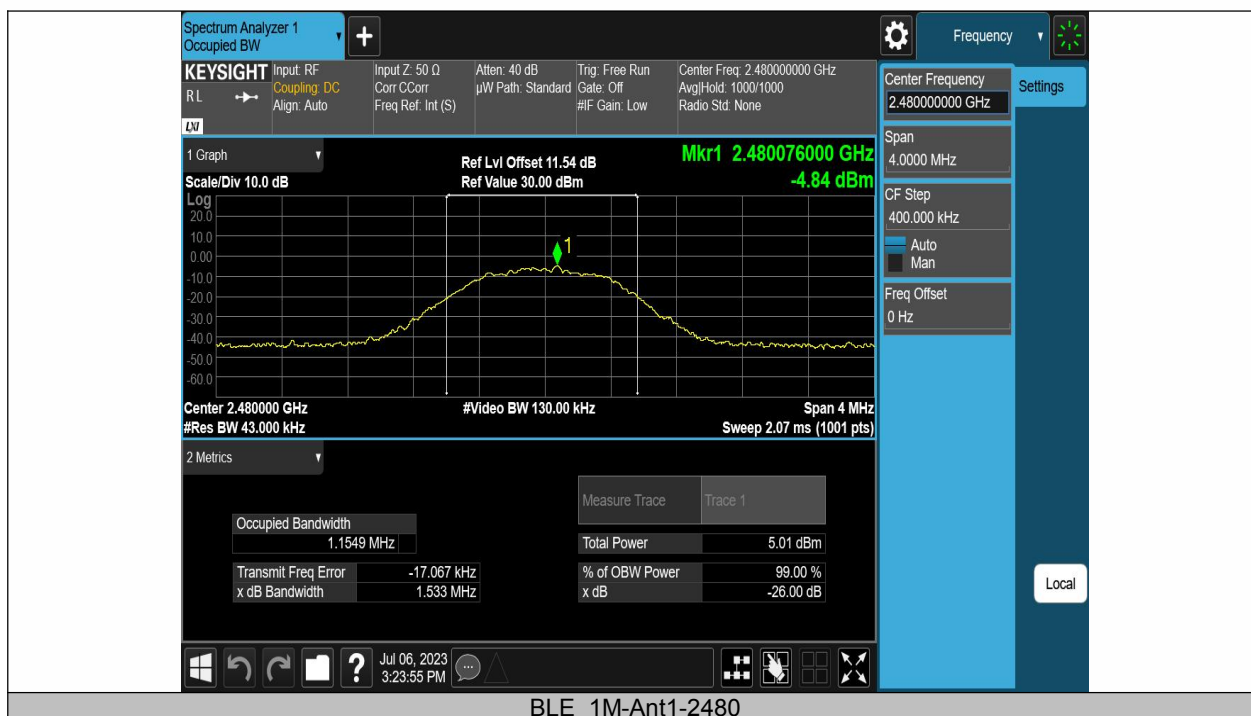 Spectrum Analyzer 1
Occupied BW
+
Frequency
KEYSIGHT
R L
LXI
Input: RF
Coupling: DC
Align: Auto
Input Z: 50 Ω
Corr CCorr
Freq Ref: Int (S)
Atten: 40 dB
µW Path: Standard
Trig: Free Run
Gate: Off
#IF Gain: Low
Center Freq: 2.480000000 GHz
Avg|Hold: 1000/1000
Radio Std: None
Center Frequency
2.480000000 GHz
Settings
Span
4.0000 MHz
CF Step
400.000 kHz
Auto
Man
Freq Offset
0 Hz
Local
1 Graph
Scale/Div 10.0 dB
Ref Lvl Offset 11.54 dB
Ref Value 30.00 dBm
Mkr1 2.480076000 GHz
-4.84 dBm
Log
20.0
10.0
0.00
-10.0
-20.0
-30.0
-40.0
-50.0
-60.0
1
Center 2.480000 GHz
#Res BW 43.000 kHz
#Video BW 130.00 kHz
Span 4 MHz
Sweep 2.07 ms (1001 pts)
2 Metrics
Measure Trace Trace 1
Occupied Bandwidth
1.1549 MHz
Total Power 5.01 dBm
Transmit Freq Error -17.067 kHz
% of OBW Power 99.00 %
x dB Bandwidth 1.533 MHz
x dB -26.00 dB
?
Jul 06, 2023
3:23:55 PM
BLE_1M-Ant1-2480